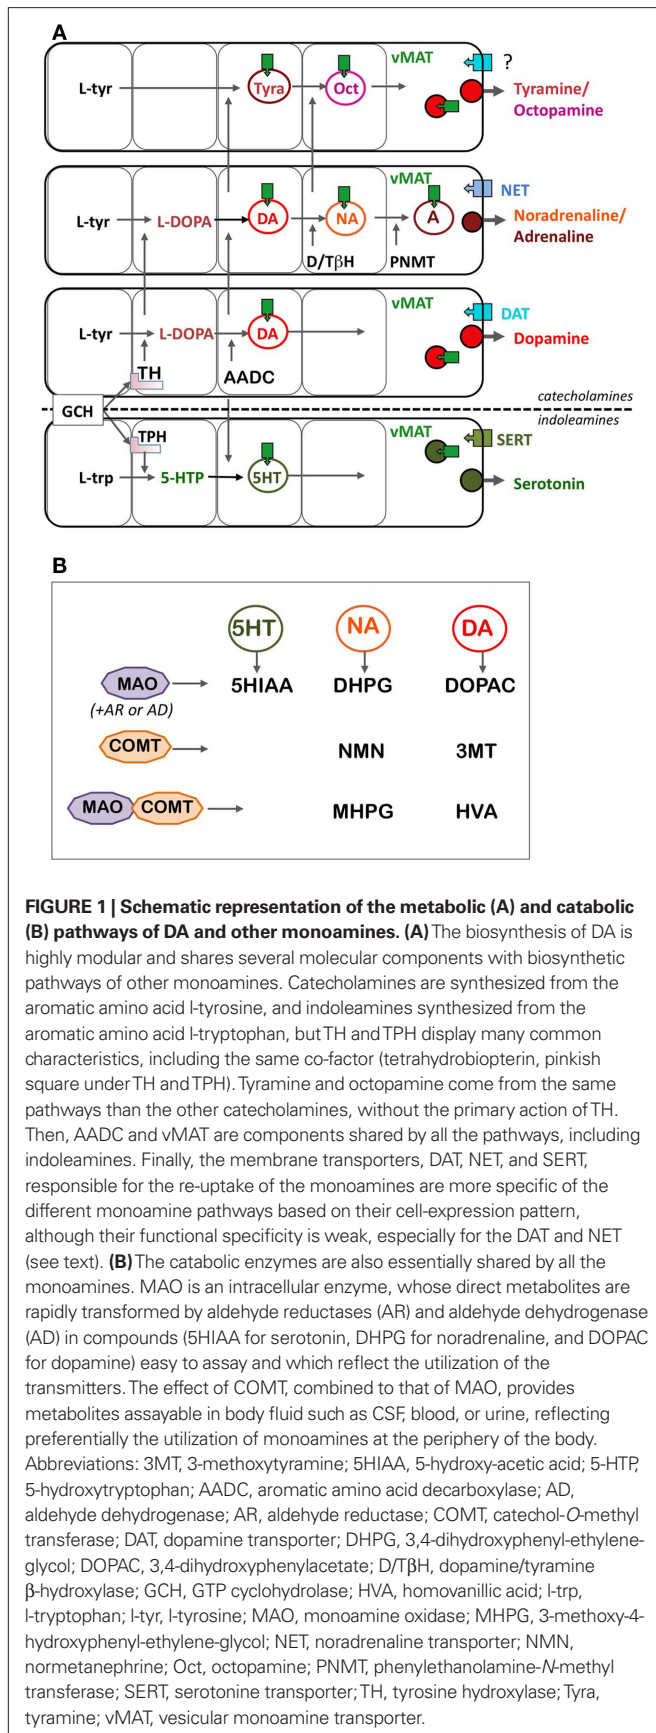 A
vMAT
?
L-tyr
Tyra
Oct
Tyramine/
Octopamine
vMAT
NET
L-tyr
L-DOPA
DA
NA
A
Noradrenaline/
Adrenaline
D/TβH
PNMT
vMAT
DAT
L-tyr
L-DOPA
DA
Dopamine
TH
AADC
catecholamines
GCH
indoleamines
TPH
vMAT
SERT
L-trp
5-HTP
5HT
Serotonin
B
5HT
NA
DA
MAO
5HIAA
DHPG
DOPAC
(+AR or AD)
COMT
NMN
3MT
MAO
COMT
MHPG
HVA
FIGURE 1 | Schematic representation of the metabolic (A) and catabolic
(B) pathways of DA and other monoamines. (A) The biosynthesis of DA is
highly modular and shares several molecular components with biosynthetic
pathways of other monoamines. Catecholamines are synthesized from the
aromatic amino acid l-tyrosine, and indoleamines synthesized from the
aromatic amino acid l-tryptophan, but TH and TPH display many common
characteristics, including the same co-factor (tetrahydrobiopterin, pinkish
square under TH and TPH). Tyramine and octopamine come from the same
pathways than the other catecholamines, without the primary action of TH.
Then, AADC and vMAT are components shared by all the pathways, including
indoleamines. Finally, the membrane transporters, DAT, NET, and SERT,
responsible for the re-uptake of the monoamines are more specific of the
different monoamine pathways based on their cell-expression pattern,
although their functional specificity is weak, especially for the DAT and NET
(see text). (B) The catabolic enzymes are also essentially shared by all the
monoamines. MAO is an intracellular enzyme, whose direct metabolites are
rapidly transformed by aldehyde reductases (AR) and aldehyde dehydrogenase
(AD) in compounds (5HIAA for serotonin, DHPG for noradrenaline, and DOPAC
for dopamine) easy to assay and which reflect the utilization of the
transmitters. The effect of COMT, combined to that of MAO, provides
metabolites assayable in body fluid such as CSF, blood, or urine, reflecting
preferentially the utilization of monoamines at the periphery of the body.
Abbreviations: 3MT, 3-methoxytyramine; 5HIAA, 5-hydroxy-acetic acid; 5-HTP,
5-hydroxytryptophan; AADC, aromatic amino acid decarboxylase; AD,
aldehyde dehydrogenase; AR, aldehyde reductase; COMT, catechol-O-methyl
transferase; DAT, dopamine transporter; DHPG, 3,4-dihydroxyphenyl-ethylene-
glycol; DOPAC, 3,4-dihydroxyphenylacetate; D/TβH, dopamine/tyramine
β-hydroxylase; GCH, GTP cyclohydrolase; HVA, homovanillic acid; l-trp,
l-tryptophan; l-tyr, l-tyrosine; MAO, monoamine oxidase; MHPG, 3-methoxy-4-
hydroxyphenyl-ethylene-glycol; NET, noradrenaline transporter; NMN,
normetanephrine; Oct, octopamine; PNMT, phenylethanolamine-N-methyl
transferase; SERT, serotonine transporter; TH, tyrosine hydroxylase; Tyra,
tyramine; vMAT, vesicular monoamine transporter.